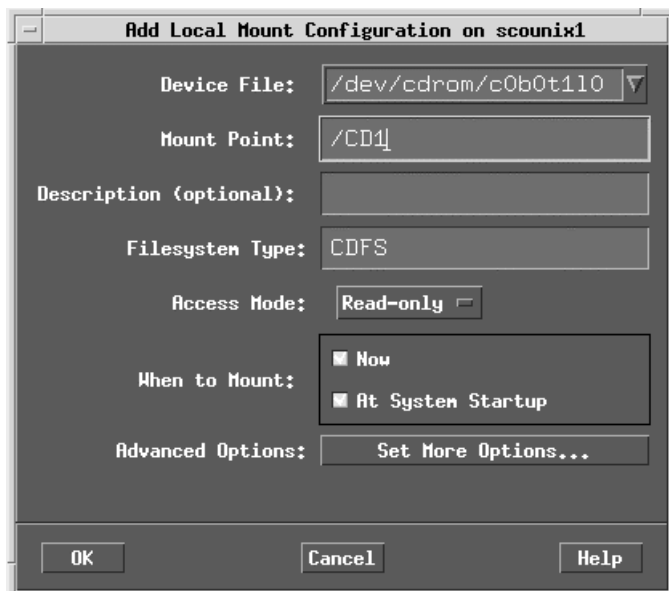 Add Local Mount Configuration on scounix1
Device File: /dev/cdrom/c0b0t1l0
Mount Point: /CD1
Description (optional):
Filesystem Type: CDFS
Access Mode: Read-only
When to Mount:
Now
At System Startup
Advanced Options: Set More Options...
OK Cancel Help